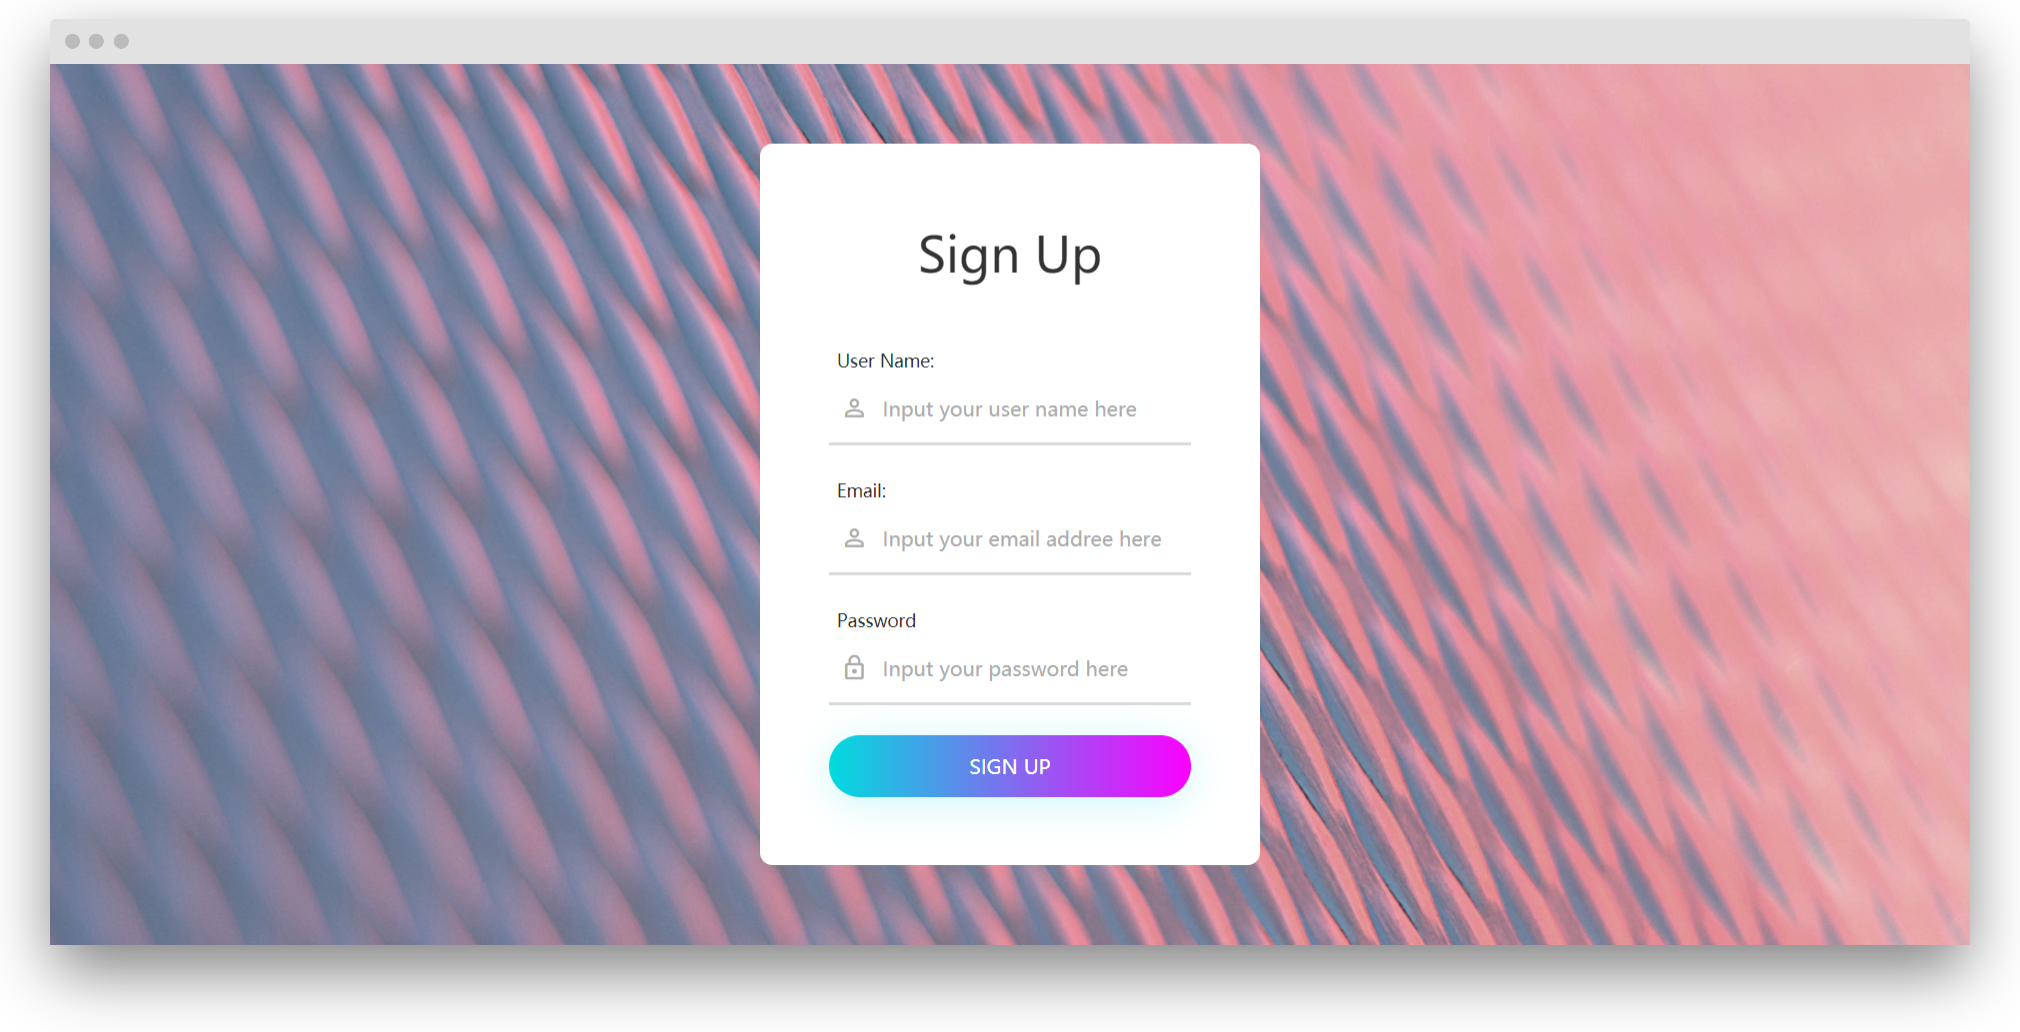 Sign Up
User Name:
Input your user name here
Email:
Input your email addree here
Password
Input your password here
SIGN UP